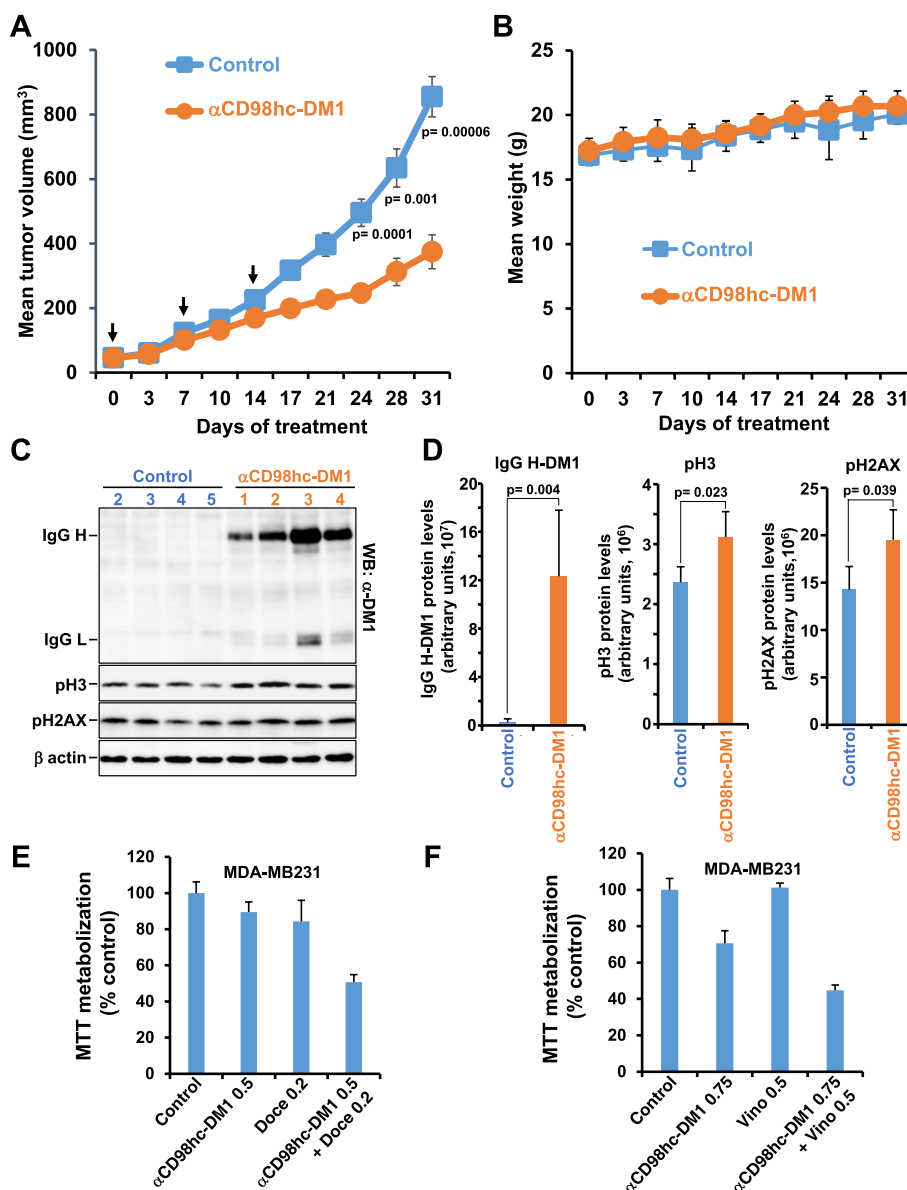 A
1000
800
600
400
200
0
Mean tumor volume (mm³)
Control
αCD98hc-DM1
p= 0.00006
p= 0.001
p= 0.0001
0 3 7 10 14 17 21 24 28 31
Days of treatment
B
25
20
15
10
5
0
Mean weight (g)
Control
αCD98hc-DM1
0 3 7 10 14 17 21 24 28 31
Days of treatment
C
Control αCD98hc-DM1
2 3 4 5 1 2 3 4
IgG H
IgG L
WB: α-DM1
pH3
pH2AX
β actin
D
IgG H-DM1
p= 0.004
20
16
12
8
4
0
IgG H-DM1 protein levels
(arbitrary units,10⁷)
Control
αCD98hc-DM1
pH3
p= 0.023
4
3
2
1
0
pH3 protein levels
(arbitrary units, 10⁶)
Control
αCD98hc-DM1
pH2AX
p= 0.039
25
20
15
10
5
0
pH2AX protein levels
(arbitrary units,10⁶)
Control
αCD98hc-DM1
E
MDA-MB231
120
100
80
60
40
20
0
MTT metabolization
(% control)
Control
αCD98hc-DM1 0.5
Doce 0.2
αCD98hc-DM1 0.5
+ Doce 0.2
F
MDA-MB231
120
100
80
60
40
20
0
MTT metabolization
(% control)
Control
αCD98hc-DM1 0.75
Vino 0.5
αCD98hc-DM1 0.75
+ Vino 0.5